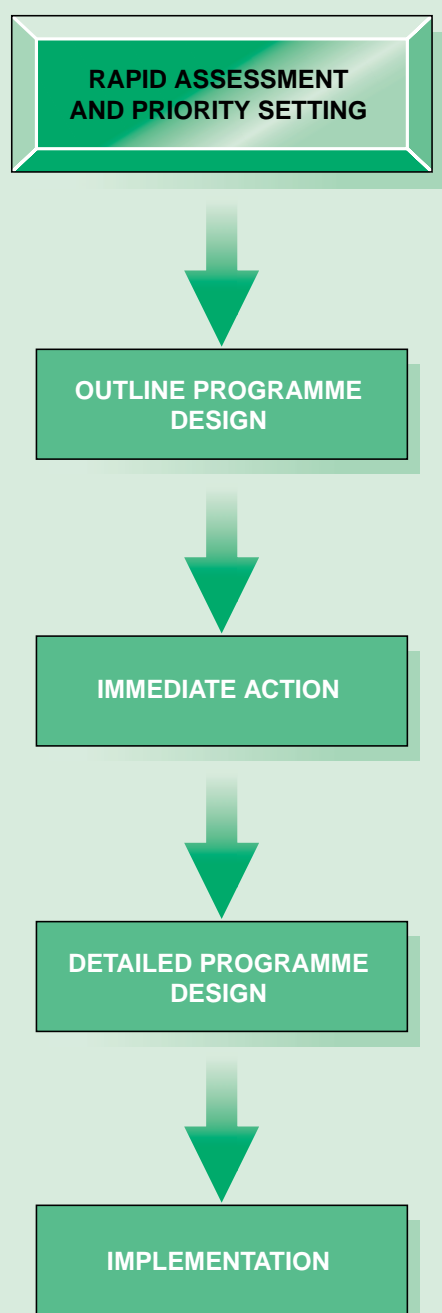 RAPID ASSESSMENT
AND PRIORITY SETTING
OUTLINE PROGRAMME
DESIGN
IMMEDIATE ACTION
DETAILED PROGRAMME
DESIGN
IMPLEMENTATION